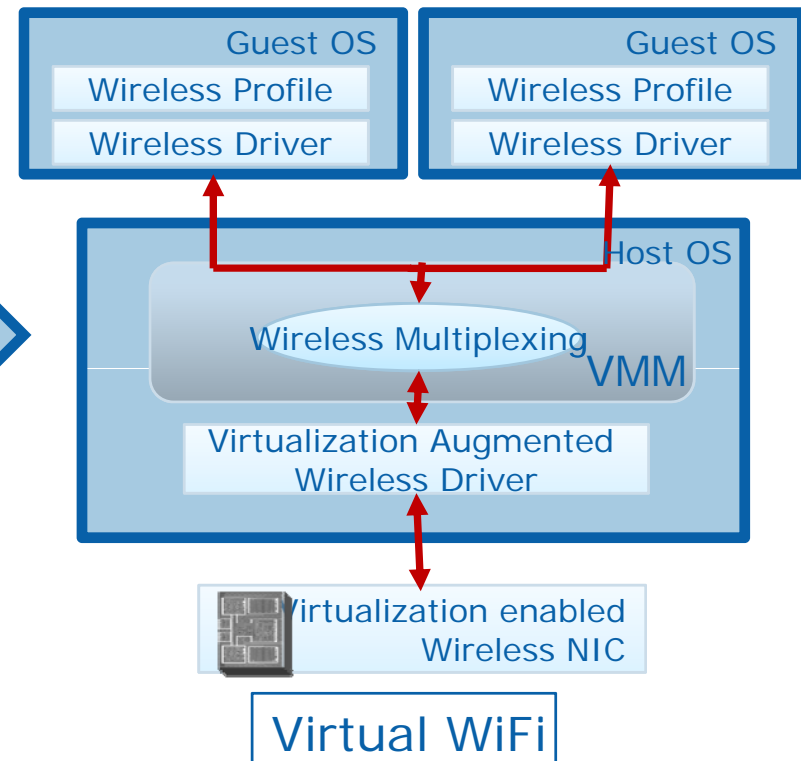 Guest OS
Wireless Profile
Wireless Driver
Guest OS
Wireless Profile
Wireless Driver
Host OS
Wireless Multiplexing
VMM
Virtualization Augmented
Wireless Driver
Virtualization enabled
Wireless NIC
Virtual WiFi